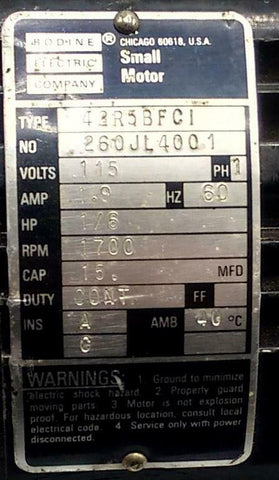 BODINE
ELECTRIC
COMPANY
CHICAGO 60618, U.S.A.
Small
Motor
TYPE 42R5BFCI
NO 260JL4001
VOLTS 115 PH 1
AMP 1.9 HZ 60
HP 1/6
RPM 1700
CAP 15. MFD
DUTY CONT FF
INS A AMB 40 °C
C
WARNINGS: 1 Ground to minimize
electric shock hazard. 2 Properly guard
moving parts 3 Motor is not explosion
proof. For hazardous location, consult local
electrical code. 4 Service only with power
disconnected.